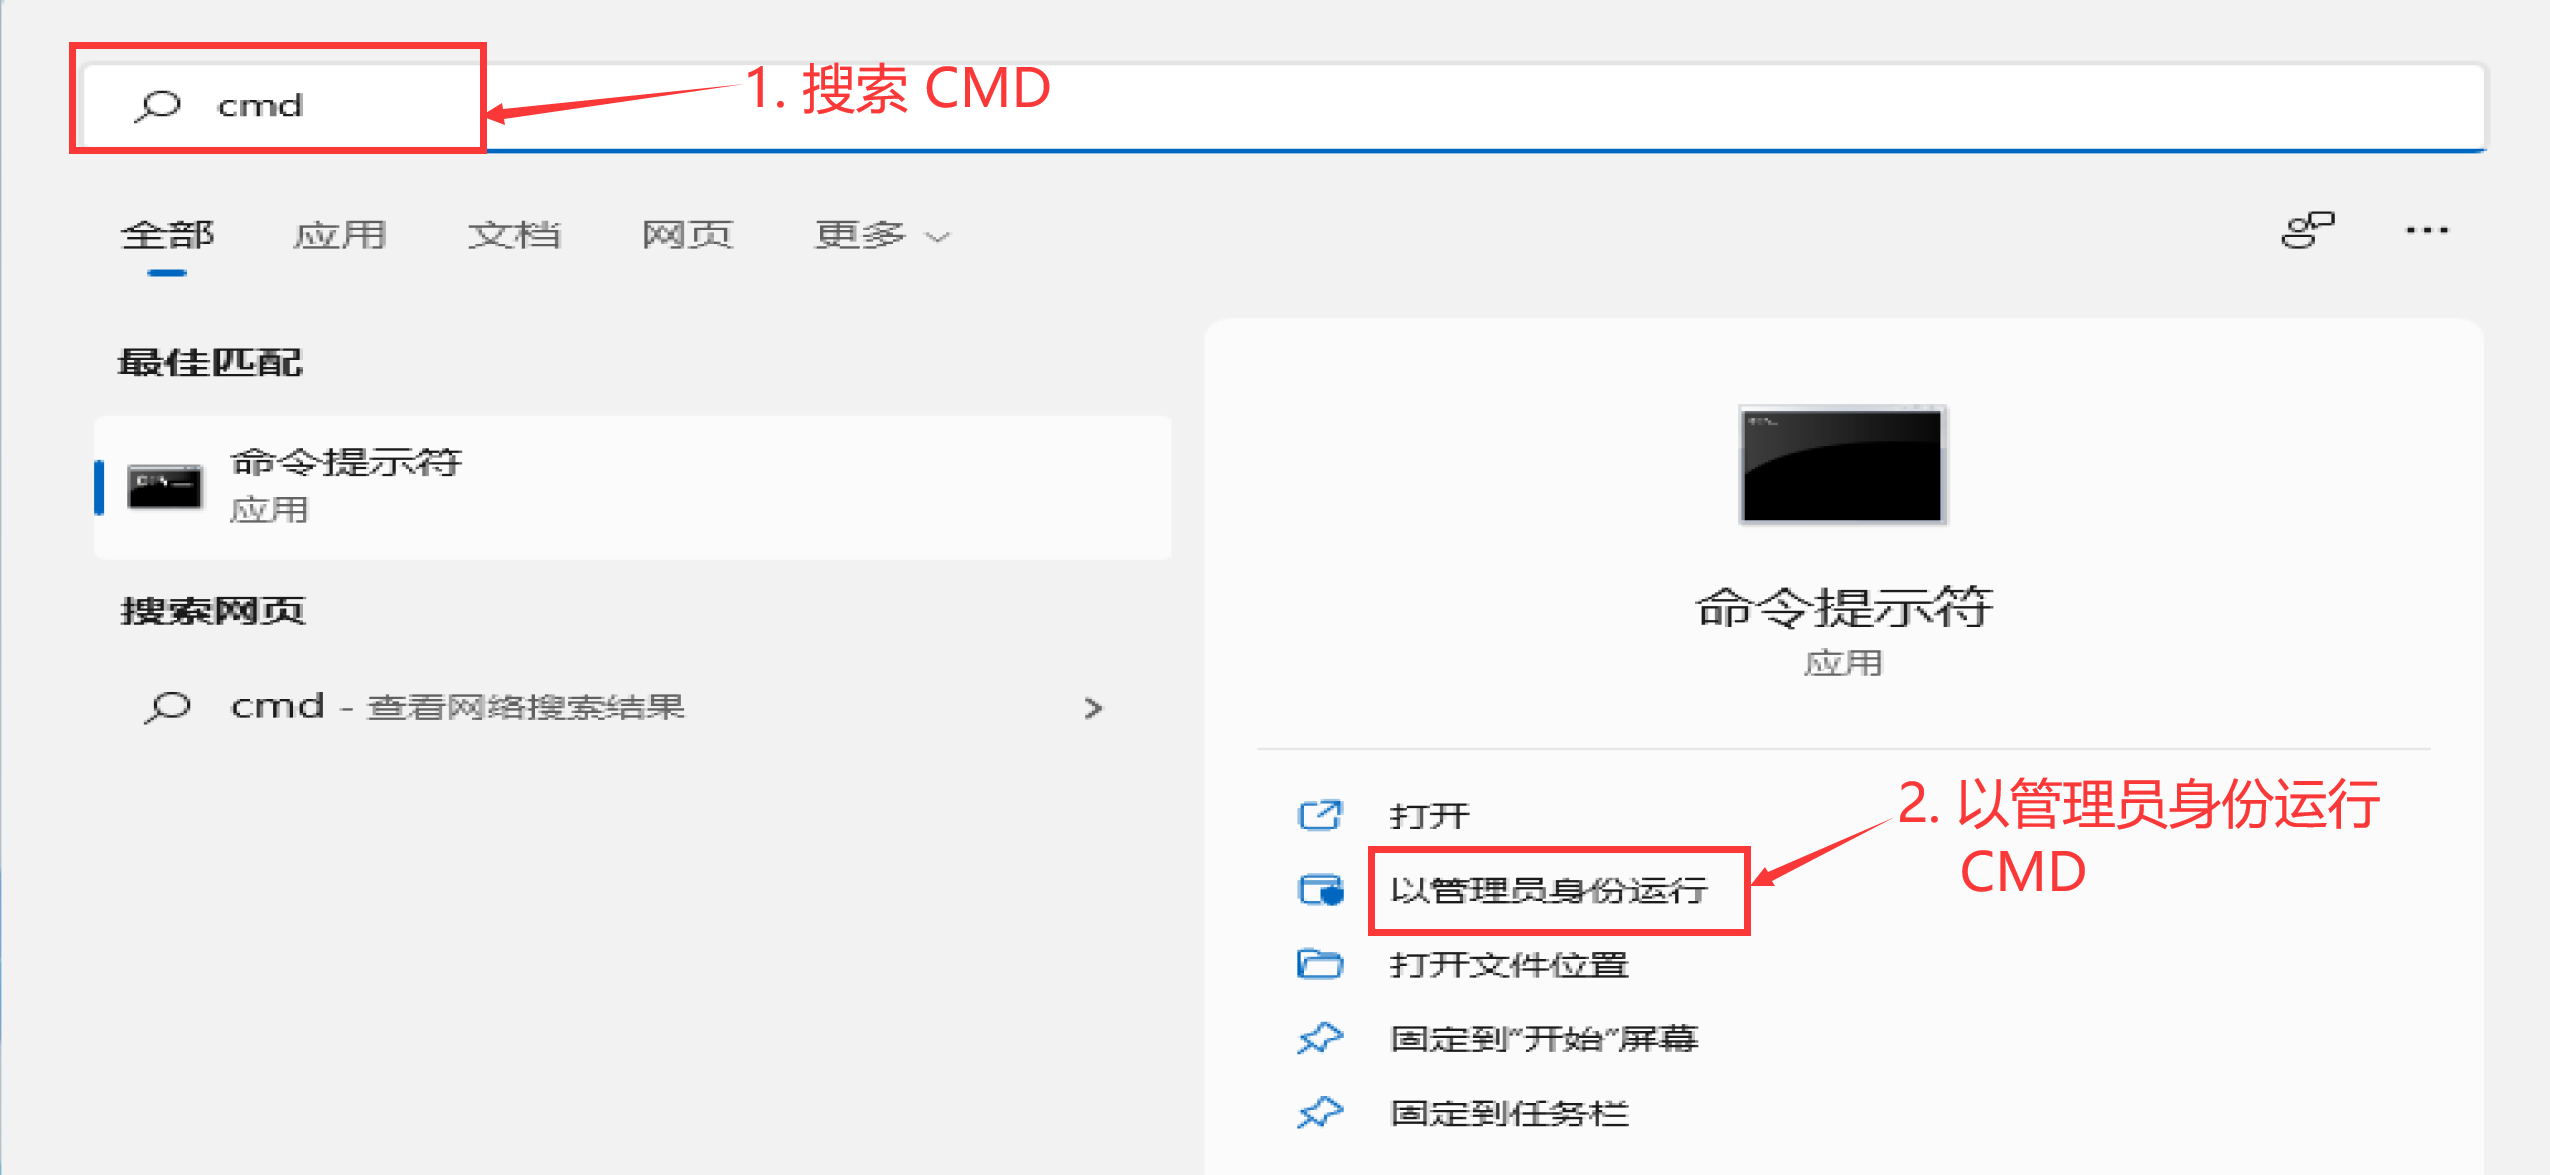 cmd
1. 搜索 CMD
全部 应用 文档 网页 更多
最佳匹配
命令提示符
应用
搜索网页
cmd - 查看网络搜索结果
命令提示符
应用
打开
2. 以管理员身份运行
CMD
以管理员身份运行
打开文件位置
固定到"开始"屏幕
固定到任务栏